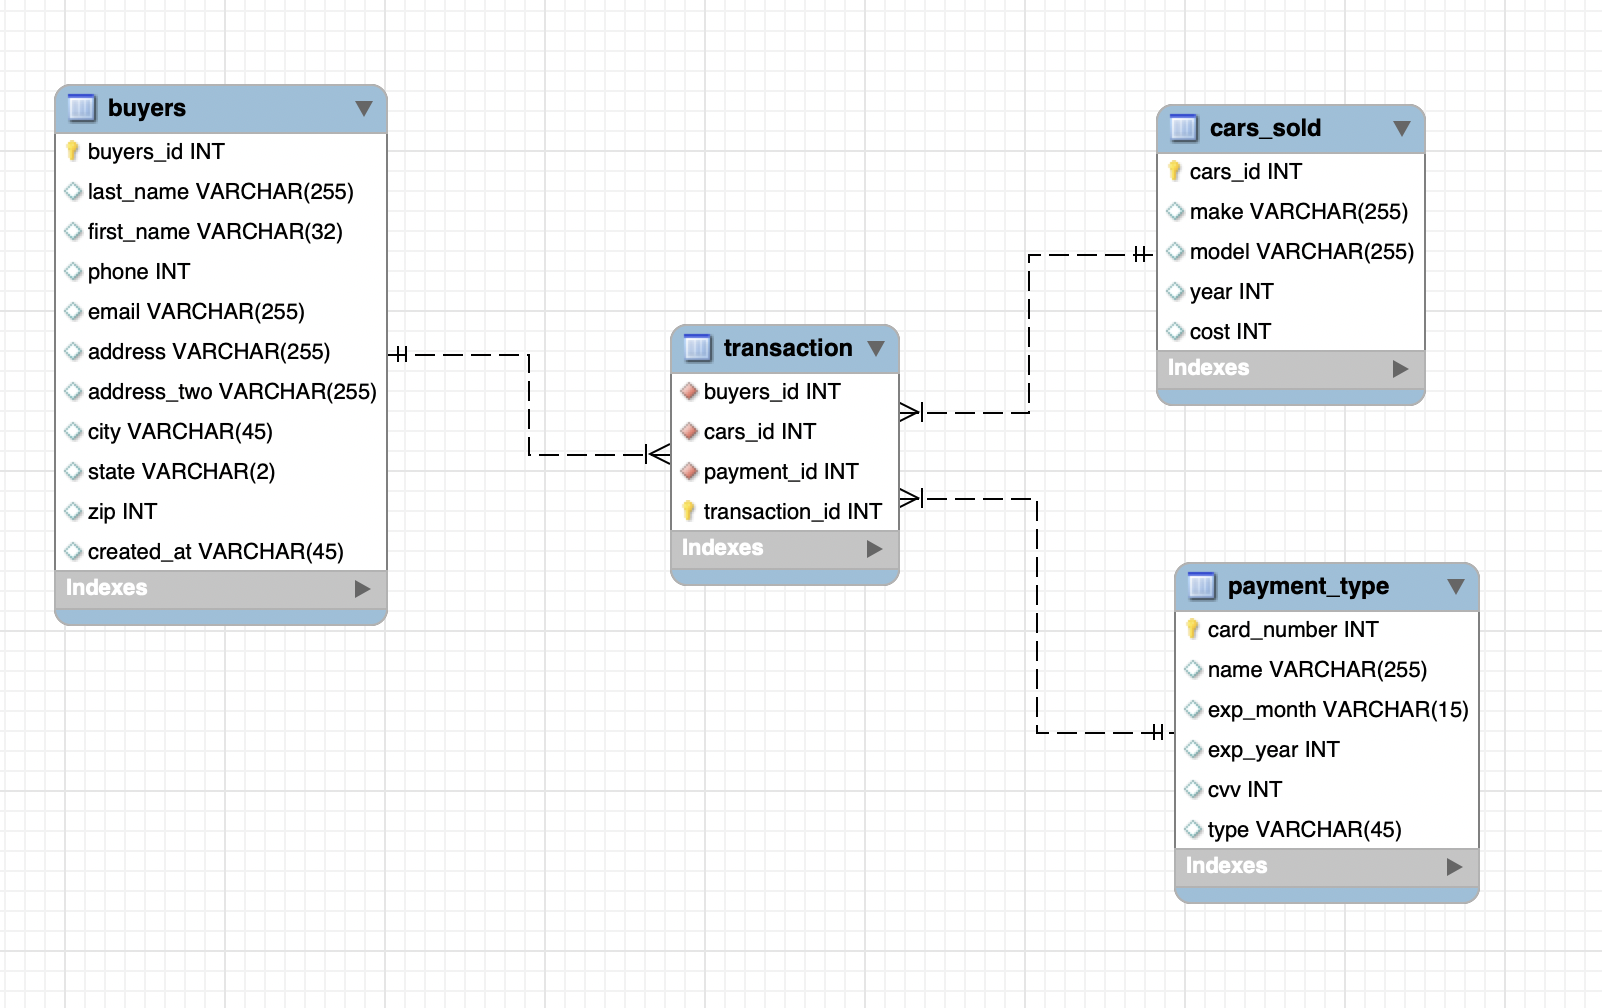 buyers
buyers_id INT
last_name VARCHAR(255)
first_name VARCHAR(32)
phone INT
email VARCHAR(255)
address VARCHAR(255)
address_two VARCHAR(255)
city VARCHAR(45)
state VARCHAR(2)
zip INT
created_at VARCHAR(45)
Indexes
transaction
buyers_id INT
cars_id INT
payment_id INT
transaction_id INT
Indexes
cars_sold
cars_id INT
make VARCHAR(255)
model VARCHAR(255)
year INT
cost INT
Indexes
payment_type
card_number INT
name VARCHAR(255)
exp_month VARCHAR(15)
exp_year INT
cvv INT
type VARCHAR(45)
Indexes